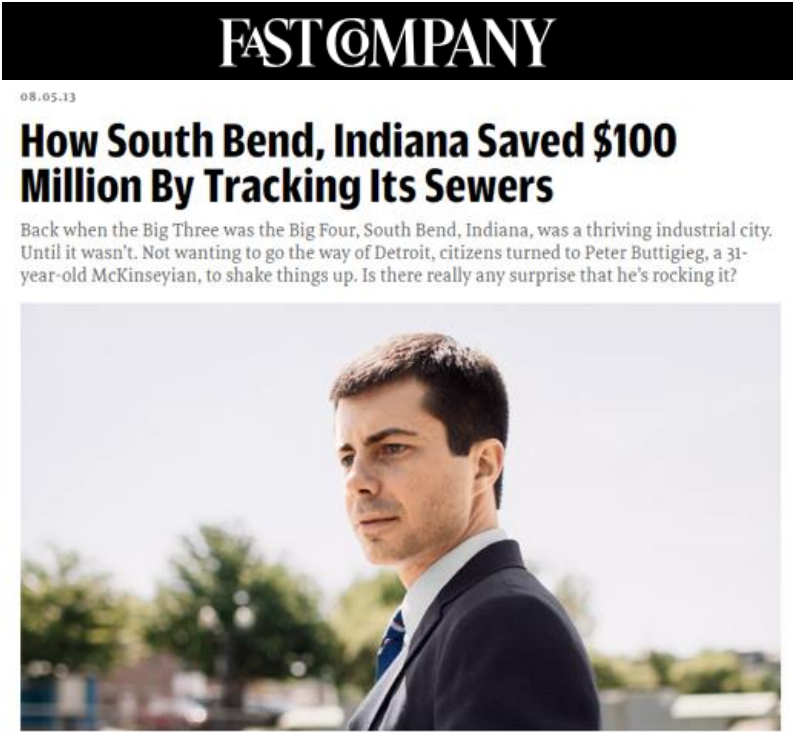 FAST COMPANY
08.05.13
How South Bend, Indiana Saved $100
Million By Tracking Its Sewers
Back when the Big Three was the Big Four, South Bend, Indiana, was a thriving industrial city.
Until it wasn't. Not wanting to go the way of Detroit, citizens turned to Peter Buttigieg, a 31-
year-old McKinseyian, to shake things up. Is there really any surprise that he's rocking it?